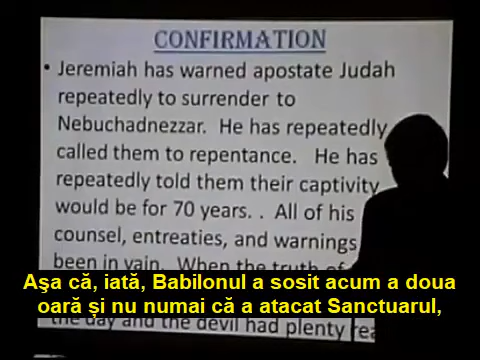 CONFIRMATION
• Jeremiah has warned apostate Judah
repeatedly to surrender to
Nebuchadnezzar. He has repeatedly
called them to repentance. He has
repeatedly told them their captivity
would be for 70 years. . All of his
counsel, entreaties, and warnings
been in vain. When the truth of
Aşa că, iată, Babilonul a sosit acum a doua
oară și nu numai că a atacat Sanctuarul,
the day and the devil had plenty